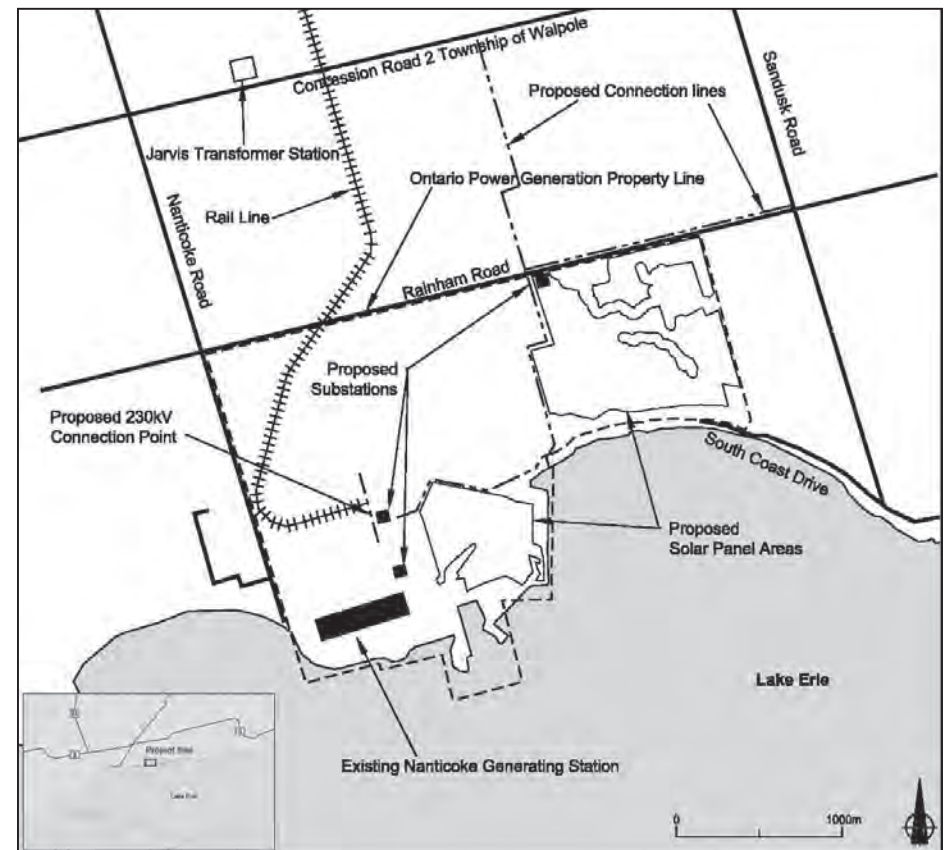 Concession Road 2 Township of Walpole
Sandusk Road
Proposed Connection lines
Jarvis Transformer Station
Ontario Power Generation Property Line
Nanticoke Road
Rail Line
Rainham Road
Proposed
Substations
Proposed 230kV
Connection Point
South Coast Drive
Proposed
Solar Panel Areas
Lake Erie
Project Site
Lake Erie
Existing Nanticoke Generating Station
0
1000m